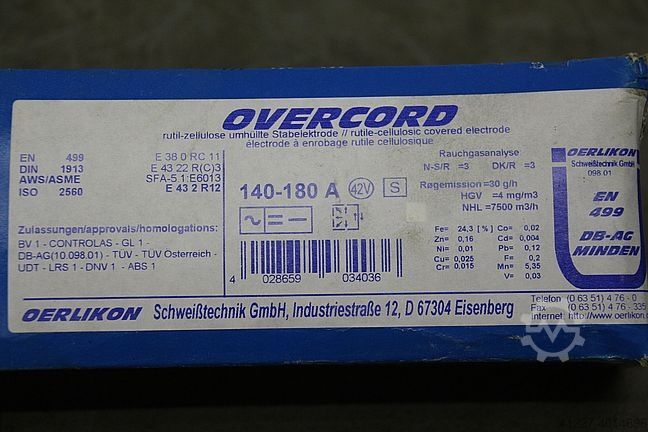 OVERCORD
rutil-zellulose umhüllte Stabelektrode // rutile-cellulosic covered electrode
électrode à enrobage rutile cellulosique
EN 499 E 38 0 RC 11
DIN 1913 E 43 22 R(C)3
AWS/ASME SFA-5.1:E6013
ISO 2560 E 43 2 R12
Zulassungen/approvais/homologations:
BV 1 - CONTROLAS - GL 1 -
DB-AG(10.098.01) - TÜV - TÜV Österreich -
UDT - LRS 1 - DNV 1 - ABS 1
140-180 A 42V S
4 028659 034036
Rauchgasanalyse
N-S/R =3 DK/R =3
Røgemission =30 g/h
HGV =4 mg/m3
NHL =7500 m3/h
Fe: 24,3 [%] Co: 0,02
Zn: 0,16 Cd: 0,004
Ni: 0,01 Pb: 0,12
Cu: 0,025 F: 0,2
Cr: 0,015 Mn: 5,35
V: 0,03
OERLIKON
Schweißtechnik GmbH
098 01
EN
499
DB-AG
MINDEN
OERLIKON Schweißtechnik GmbH, Industriestraße 12, D 67304 Eisenberg
Telefon (0 63 51) 4 76 - 0
Fax (0 63 51) 4 76 - 335
Internet: http://www.oerlikon.